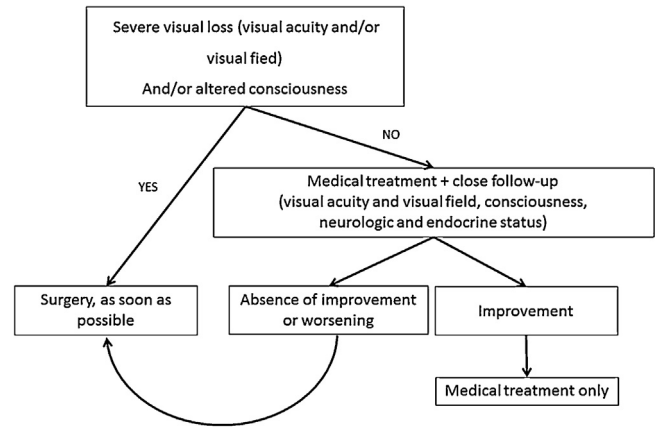 Severe visual loss (visual acuity and/or
visual fied)
And/or altered consciousness
NO
YES
Medical treatment + close follow-up
(visual acuity and visual field, consciousness,
neurologic and endocrine status)
Surgery, as soon as
possible
Absence of improvement
or worsening
Improvement
Medical treatment only